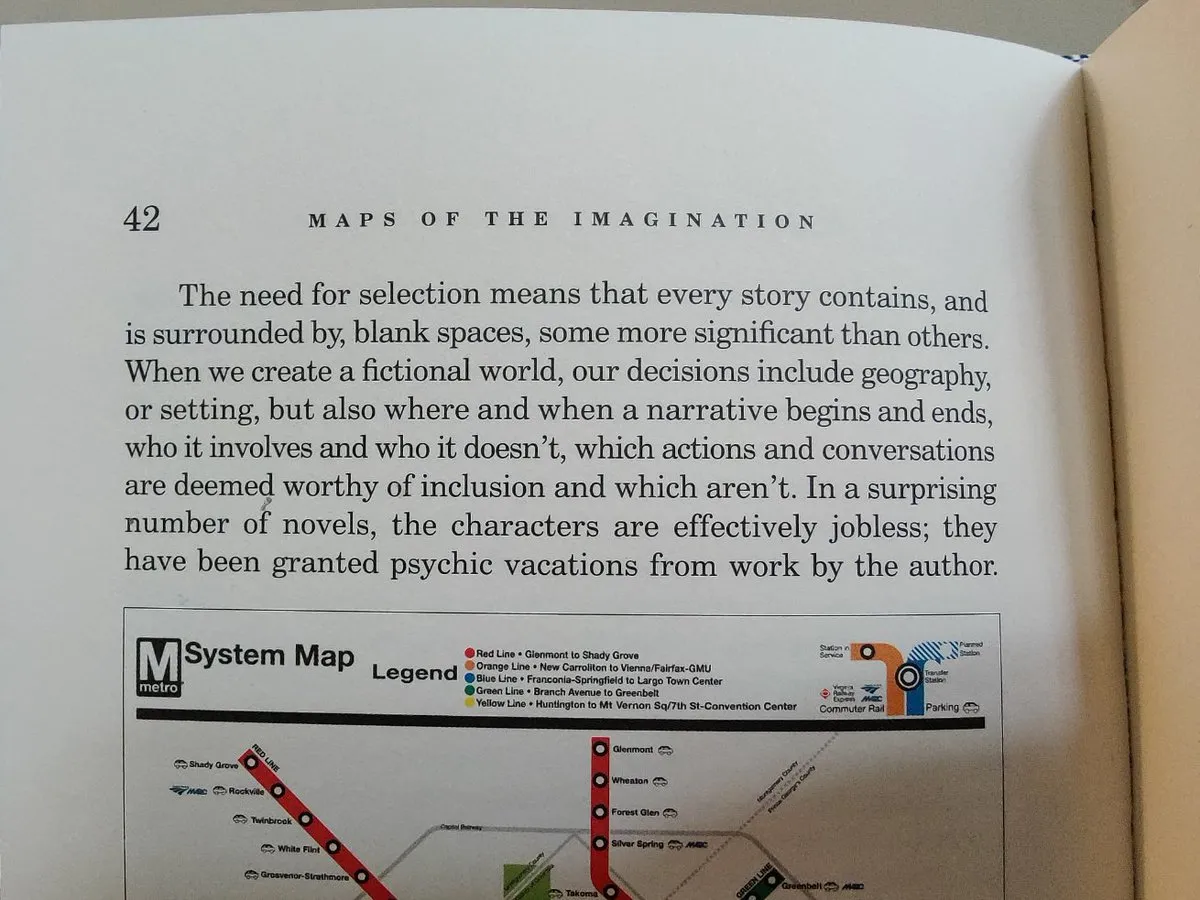 42 MAPS OF THE IMAGINATION
The need for selection means that every story contains, and
is surrounded by, blank spaces, some more significant than others.
When we create a fictional world, our decisions include geography,
or setting, but also where and when a narrative begins and ends,
who it involves and who it doesn't, which actions and conversations
are deemed worthy of inclusion and which aren't. In a surprising
number of novels, the characters are effectively jobless; they
have been granted psychic vacations from work by the author.
M
metro
System Map
Legend
Red Line • Glenmont to Shady Grove
Orange Line • New Carrollton to Vienna/Fairfax-GMU
Blue Line • Franconia-Springfield to Largo Town Center
Green Line • Branch Avenue to Greenbelt
Yellow Line • Huntington to Mt Vernon Sq/7th St-Convention Center
Station in
Service
Planned
Station
Transfer
Station
Virginia
Railway
Express
MARC
Commuter Rail
Parking
RED LINE
Shady Grove
MARC Rockville
Twinbrook
White Flint
Grosvenor-Strathmore
Glenmont
Wheaton
Forest Glen
Silver Spring MARC
Takoma
Capital Beltway
Montgomery County
Prince George's County
GREEN LINE
Greenbelt MARC